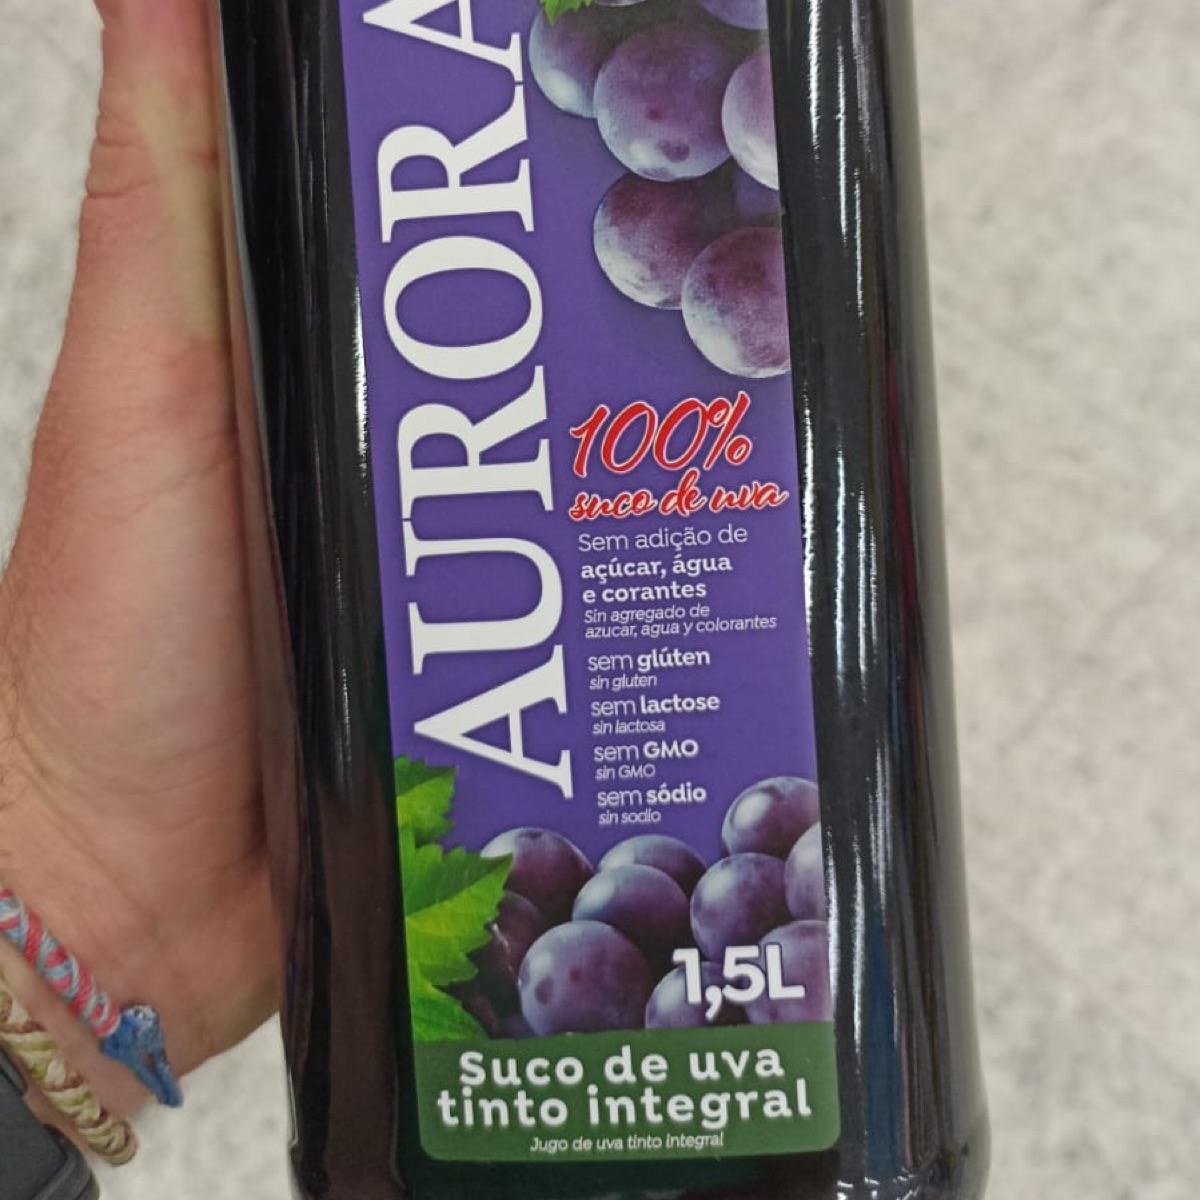 AURORA
100%
suco de uva
Sem adição de
açúcar, água
e corantes
Sin agregado de
azucar, agua y colorantes
sem glúten
sin gluten
sem lactose
sin lactosa
sem GMO
sin GMO
sem sódio
sin sodio
1,5L
Suco de uva
tinto integral
Jugo de uva tinto integral